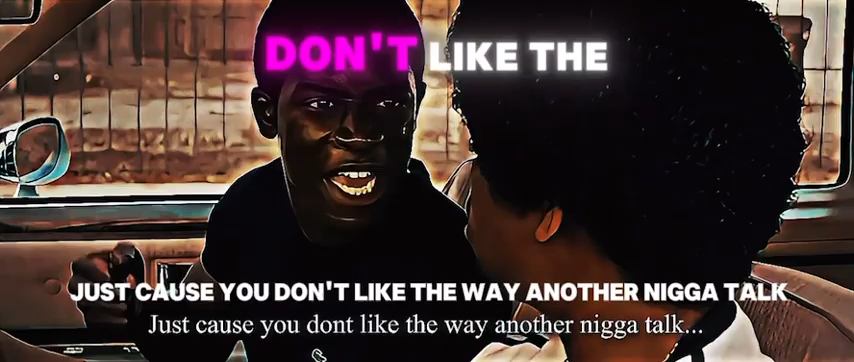 DON'T LIKE THE
JUST CAUSE YOU DON'T LIKE THE WAY ANOTHER NIGGA TALK
Just cause you dont like the way another nigga talk...